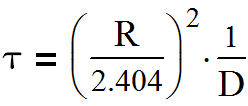 τ = (R / 2.404)² · 1 / D